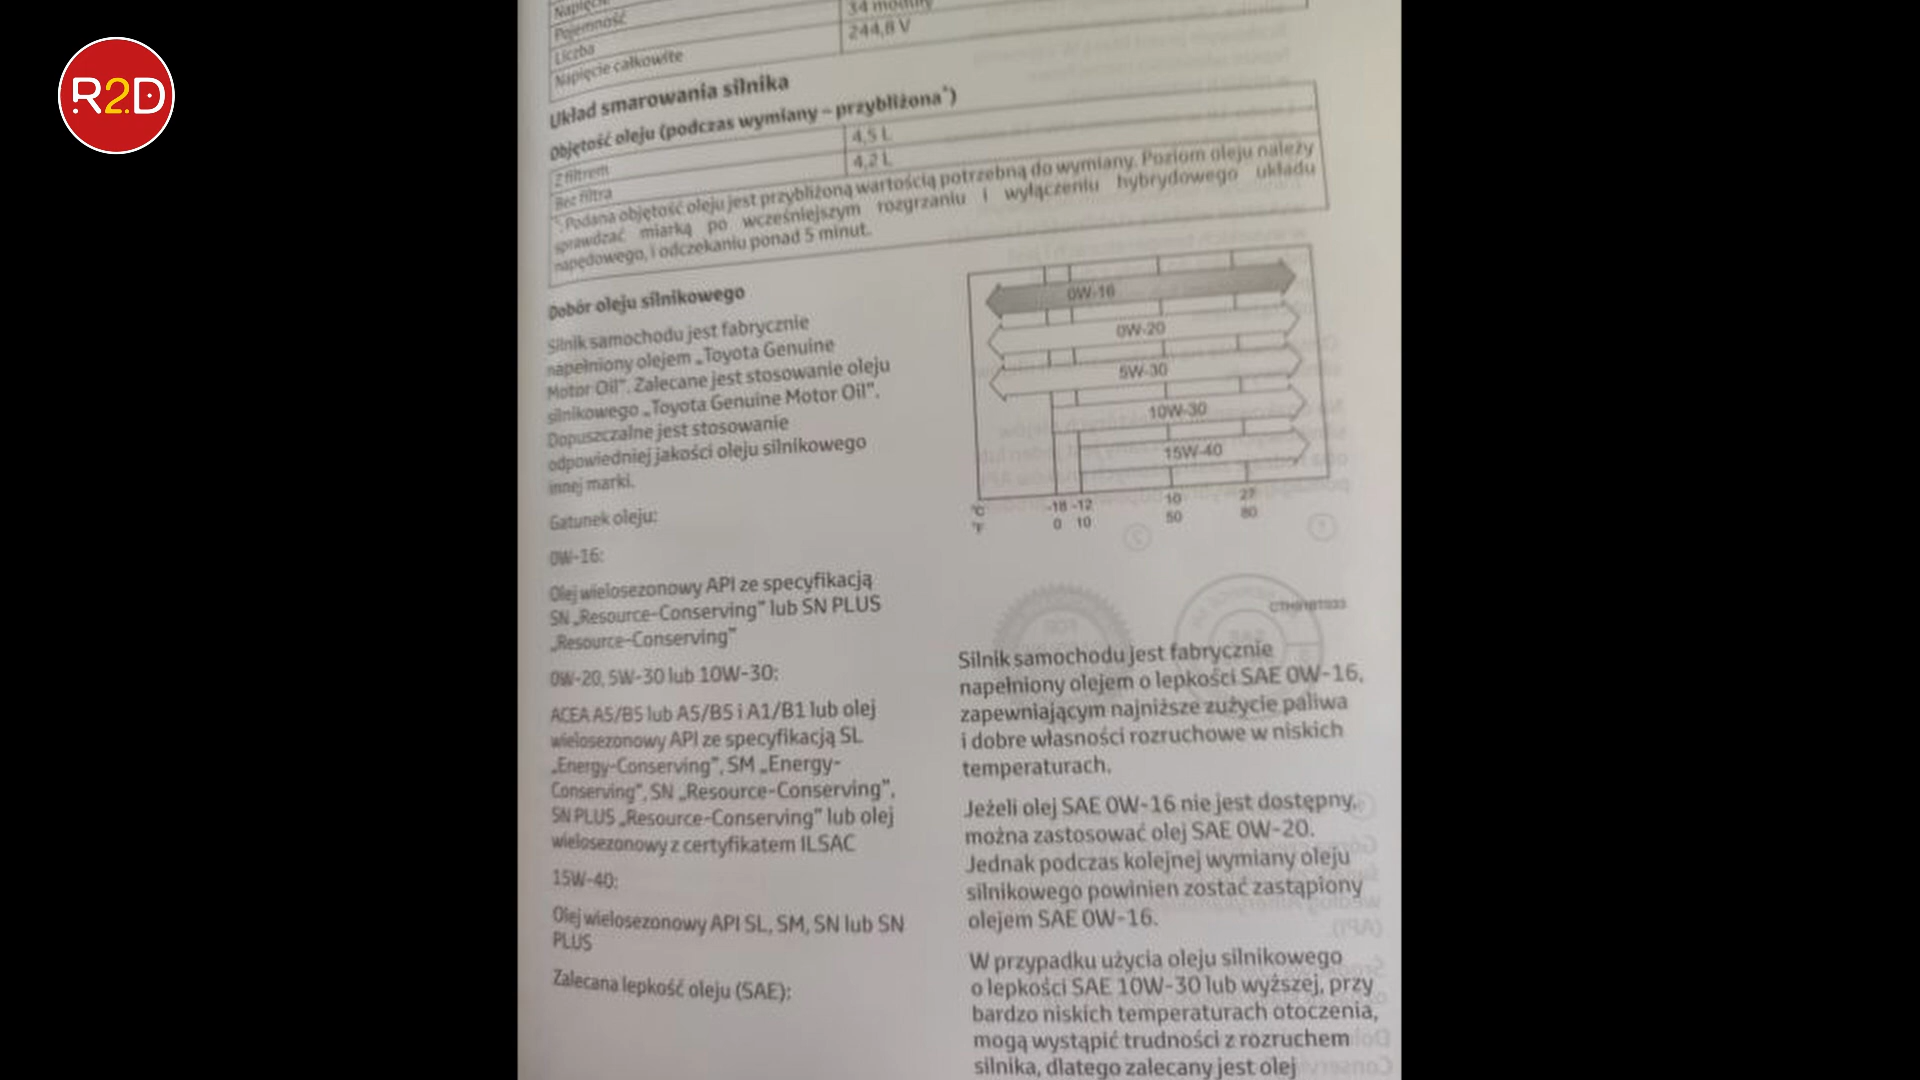 R2D
Napięcie
Pojemność
Liczba
34 moduły
Napięcie całkowite
244,8 V
Układ smarowania silnika
Objętość oleju (podczas wymiany – przybliżona*)
Z filtrem
4,5 L
Bez filtra
4,2 L
*: Podana objętość oleju jest przybliżoną wartością potrzebną do wymiany. Poziom oleju należy
sprawdzać miarką po wcześniejszym rozgrzaniu i wyłączeniu hybrydowego układu
napędowego, i odczekaniu ponad 5 minut.
Dobór oleju silnikowego
Silnik samochodu jest fabrycznie
napełniony olejem „Toyota Genuine
Motor Oil”. Zalecane jest stosowanie oleju
silnikowego „Toyota Genuine Motor Oil”.
Dopuszczalne jest stosowanie
odpowiedniej jakości oleju silnikowego
innej marki.
Gatunek oleju:
0W-16:
Olej wielosezonowy API ze specyfikacją
SN „Resource-Conserving” lub SN PLUS
„Resource-Conserving”
0W-20, 5W-30 lub 10W-30:
ACEA A5/B5 lub A5/B5 i A1/B1 lub olej
wielosezonowy API ze specyfikacją SL
„Energy-Conserving”, SM „Energy-
Conserving”, SN „Resource-Conserving”,
SN PLUS „Resource-Conserving” lub olej
wielosezonowy z certyfikatem ILSAC
15W-40:
Olej wielosezonowy API SL, SM, SN lub SN
PLUS
Zalecana lepkość oleju (SAE):
0W-16
0W-20
5W-30
10W-30
15W-40
°C -18 -12 10 27
°F 0 10 50 80
Silnik samochodu jest fabrycznie
napełniony olejem o lepkości SAE 0W-16,
zapewniającym najniższe zużycie paliwa
i dobre własności rozruchowe w niskich
temperaturach.
Jeżeli olej SAE 0W-16 nie jest dostępny,
można zastosować olej SAE 0W-20.
Jednak podczas kolejnej wymiany oleju
silnikowego powinien zostać zastąpiony
olejem SAE 0W-16.
W przypadku użycia oleju silnikowego
o lepkości SAE 10W-30 lub wyższej, przy
bardzo niskich temperaturach otoczenia,
mogą wystąpić trudności z rozruchem
silnika, dlatego zalecany jest olej